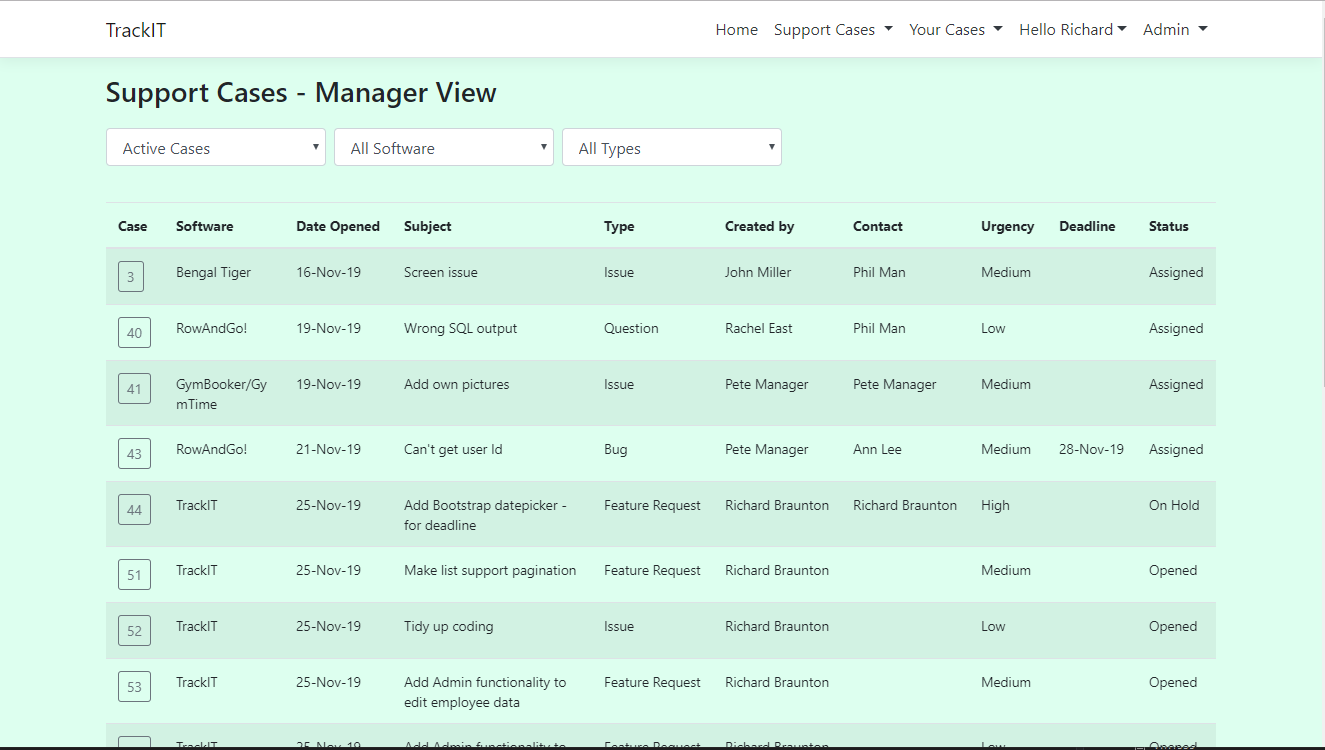 TrackIT Home Support Cases Your Cases Hello Richard Admin
Support Cases - Manager View
Active Cases All Software All Types
Case Software Date Opened Subject Type Created by Contact Urgency Deadline Status
3 Bengal Tiger 16-Nov-19 Screen issue Issue John Miller Phil Man Medium Assigned
40 RowAndGo! 19-Nov-19 Wrong SQL output Question Rachel East Phil Man Low Assigned
41 GymBooker/Gy 19-Nov-19 Add own pictures Issue Pete Manager Pete Manager Medium Assigned
mTime
43 RowAndGo! 21-Nov-19 Can't get user Id Bug Pete Manager Ann Lee Medium 28-Nov-19 Assigned
44 TrackIT 25-Nov-19 Add Bootstrap datepicker - Feature Request Richard Braunton Richard Braunton High On Hold
for deadline
51 TrackIT 25-Nov-19 Make list support pagination Feature Request Richard Braunton Medium Opened
52 TrackIT 25-Nov-19 Tidy up coding Issue Richard Braunton Low Opened
53 TrackIT 25-Nov-19 Add Admin functionality to Feature Request Richard Braunton Medium Opened
edit employee data
TrackIT 25-Nov-19 Add Admin functionality to Feature Request Richard Braunton Low Opened